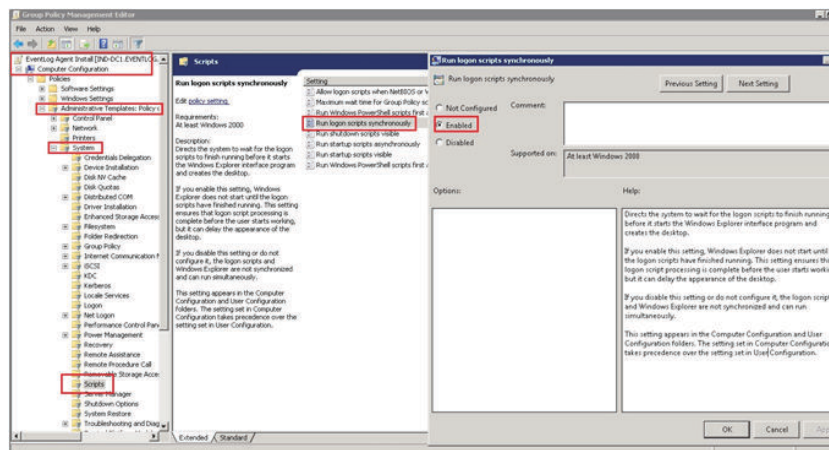 Group Policy Management Editor
File Action View Help
EventLog Agent Install [IND-DC1.EVENTLOG.
Computer Configuration
Policies
Software Settings
Windows Settings
Administrative Templates: Policy
Control Panel
Network
Printers
System
Credentials Delegation
Device Installation
Disk NV Cache
Disk Quotas
Distributed COM
Driver Installation
Enhanced Storage Access
Filesystem
Folder Redirection
Group Policy
Internet Communication
iSCSI
KDC
Kerberos
Locale Services
Logon
Net Logon
Performance Control Pan
Power Management
Recovery
Remote Assistance
Remote Procedure Call
Removable Storage Acce
Scripts
Server Manager
Shutdown Options
System Restore
Troubleshooting and Diag
Scripts
Run logon scripts synchronously
Edit policy setting.
Requirements:
At least Windows 2000
Description:
Directs the system to wait for the logon
scripts to finish running before it starts
the Windows Explorer interface program
and creates the desktop.
If you enable this setting, Windows
Explorer does not start until the logon
scripts have finished running. This setting
ensures that logon script processing is
complete before the user starts working,
but it can delay the appearance of the
desktop.
If you disable this setting or do not
configure it, the logon scripts and
Windows Explorer are not synchronized
and can run simultaneously.
This setting appears in the Computer
Configuration and User Configuration
folders. The setting set in Computer
Configuration takes precedence over the
setting set in User Configuration.
Setting
Allow logon scripts when NetBIOS or
Maximum wait time for Group Policy sc
Run Windows PowerShell scripts first
Run logon scripts synchronously
Run shutdown scripts visible
Run startup scripts asynchronously
Run startup scripts visible
Run Windows PowerShell scripts first
Extended Standard
Run logon scripts synchronously
Run logon scripts synchronously
Previous Setting Next Setting
Not Configured
Comment:
Enabled
Disabled
Supported on:
At least Windows 2000
Options:
Help:
Directs the system to wait for the logon scripts to finish running
before it starts the Windows Explorer interface program and
creates the desktop.
If you enable this setting, Windows Explorer does not start until
the logon scripts have finished running. This setting ensures tha
logon script processing is complete before the user starts worki
but it can delay the appearance of the desktop.
If you disable this setting or do not configure it, the logon script
and Windows Explorer are not synchronized and can run
simultaneously.
This setting appears in the Computer Configuration and User
Configuration folders. The setting set in Computer Configuratio
takes precedence over the setting set in User Configuration.
OK Cancel